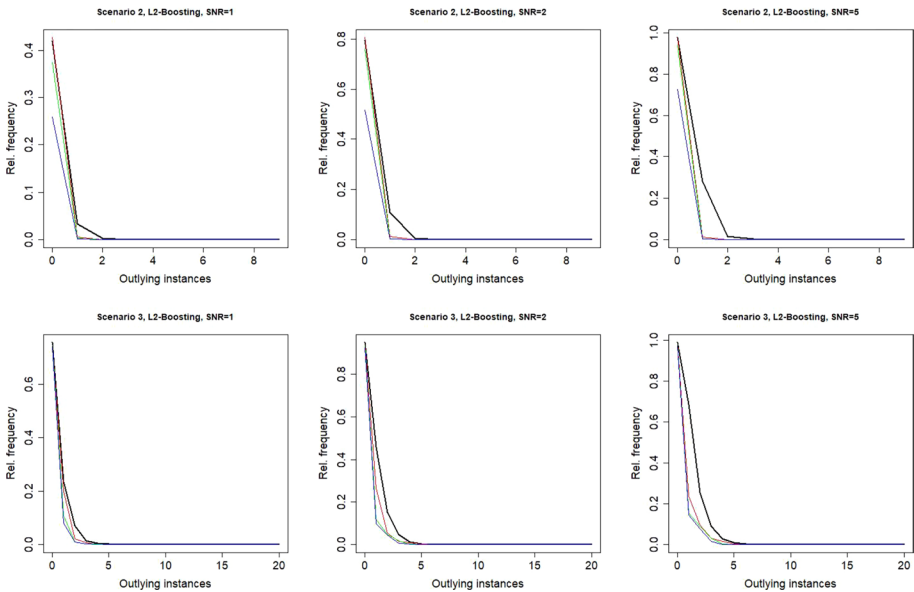 Scenario 2, L2-Boosting, SNR=1
Rel. frequency
0.0 0.1 0.2 0.3 0.4
0 2 4 6 8
Outlying instances
Scenario 2, L2-Boosting, SNR=2
Rel. frequency
0.0 0.2 0.4 0.6 0.8
0 2 4 6 8
Outlying instances
Scenario 2, L2-Boosting, SNR=5
Rel. frequency
0.0 0.2 0.4 0.6 0.8 1.0
0 2 4 6 8
Outlying instances
Scenario 3, L2-Boosting, SNR=1
Rel. frequency
0.0 0.2 0.4 0.6
0 5 10 15 20
Outlying instances
Scenario 3, L2-Boosting, SNR=2
Rel. frequency
0.0 0.2 0.4 0.6 0.8
0 5 10 15 20
Outlying instances
Scenario 3, L2-Boosting, SNR=5
Rel. frequency
0.0 0.2 0.4 0.6 0.8 1.0
0 5 10 15 20
Outlying instances